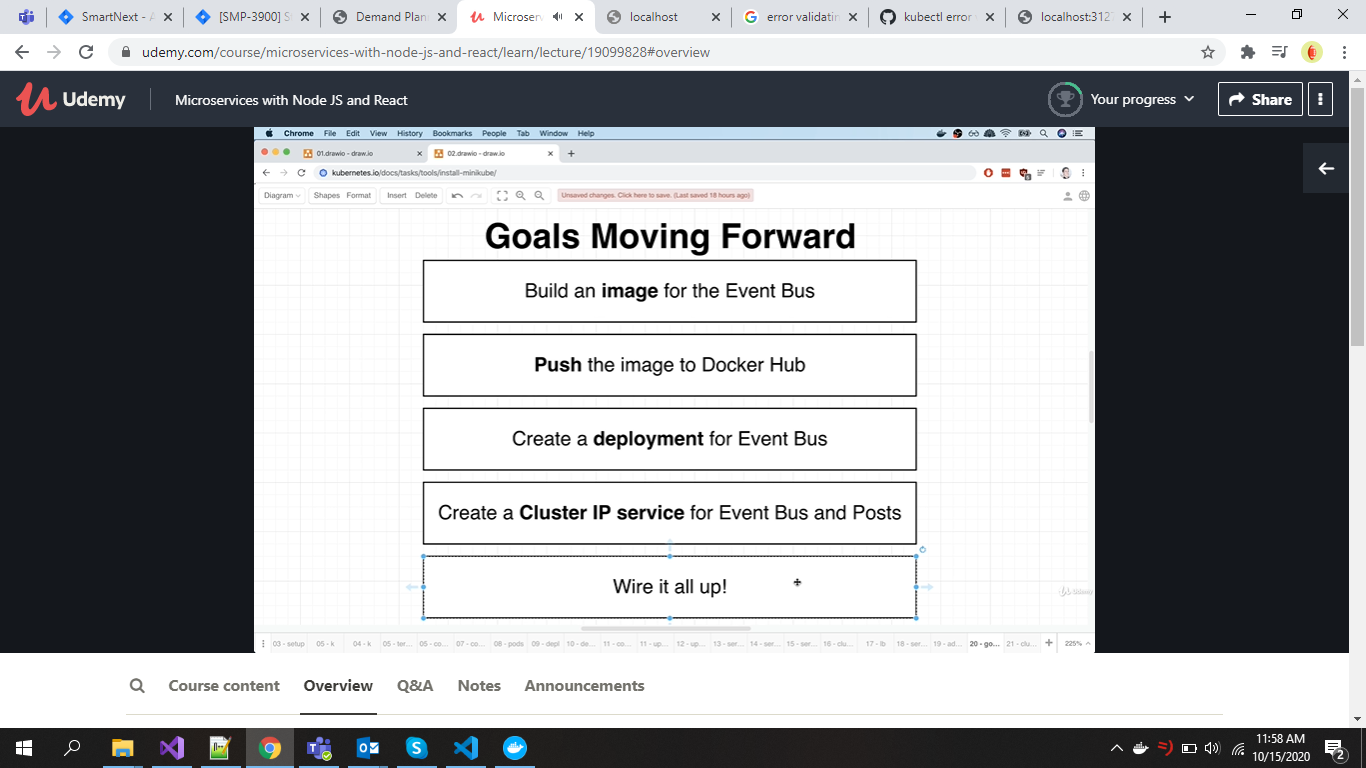 SmartNext - A
[SMP-3900] S
Demand Plan
Microserv
localhost
error validatin
kubectl error
localhost:3127
udemy.com/course/microservices-with-node-js-and-react/learn/lecture/19099828#overview
Udemy
Microservices with Node JS and React
Your progress
Share
Chrome File Edit View History Bookmarks People Tab Window Help
01.drawio - draw.io
02.drawio - draw.io
kubernetes.io/docs/tasks/tools/install-minikube/
Diagram Shapes Format Insert Delete Unsaved changes. Click here to save. (Last saved 18 hours ago)
Goals Moving Forward
Build an image for the Event Bus
Push the image to Docker Hub
Create a deployment for Event Bus
Create a Cluster IP service for Event Bus and Posts
Wire it all up!
Udemy
03 - setup 05 - k 04 - k 05 - ter... 05 - co... 07 - co... 08 - pods 09 - depl 10 - de... 11 - co... 11 - up... 12 - up... 13 - ser... 14 - ser... 15 - ser... 16 - clu... 17 - lb 18 - ser... 19 - ad... 20 - go... 21 - clu... 225%
Course content Overview Q&A Notes Announcements
11:58 AM
10/15/2020
2